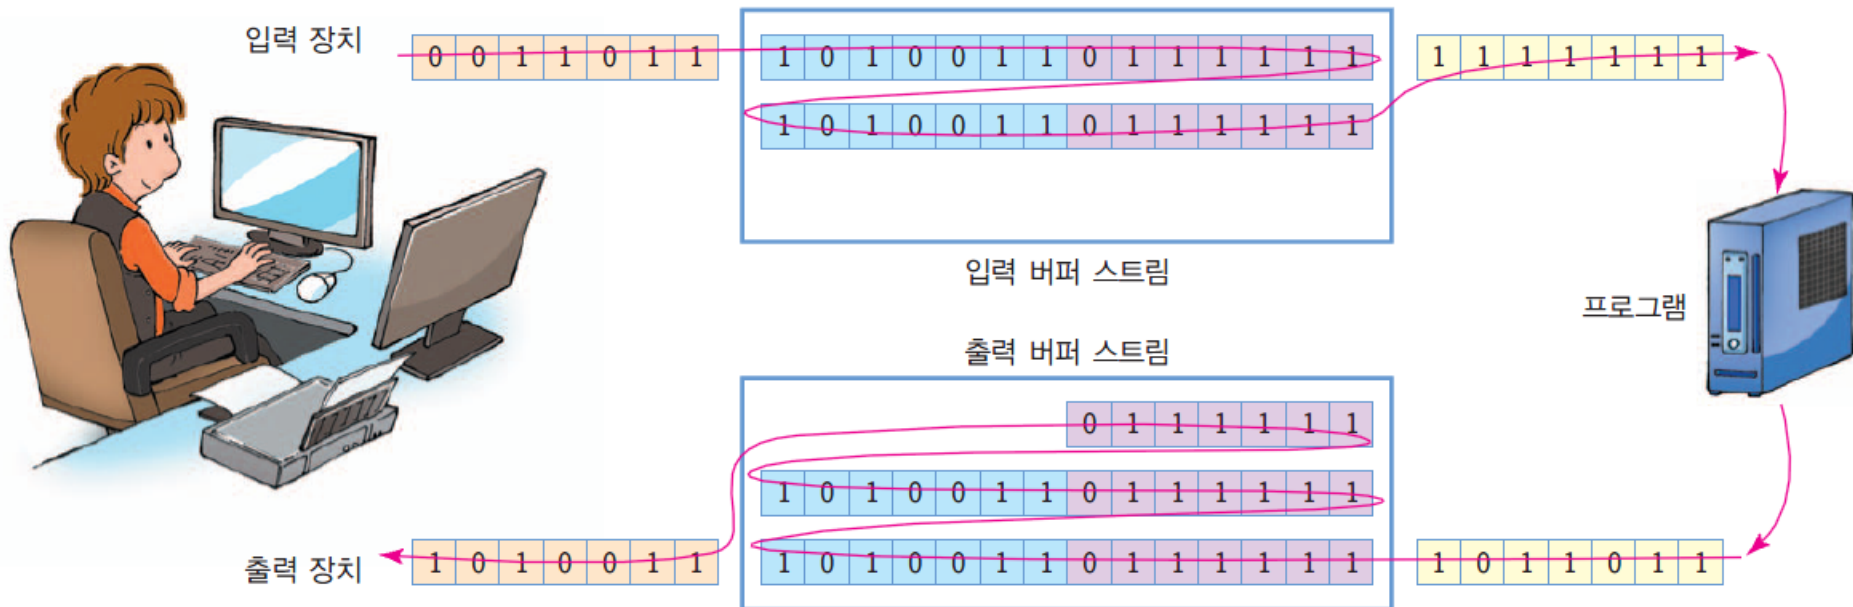 입력 장치
0 0 1 1 0 1 1
1 0 1 0 0 1 1 0 1 1 1 1 1 1
1 1 1 1 1 1 1
1 0 1 0 0 1 1 0 1 1 1 1 1 1
입력 버퍼 스트림
프로그램
출력 버퍼 스트림
0 1 1 1 1 1 1
1 0 1 0 0 1 1 0 1 1 1 1 1 1
출력 장치
1 0 1 0 0 1 1
1 0 1 0 0 1 1 0 1 1 1 1 1 1
1 0 1 1 0 1 1